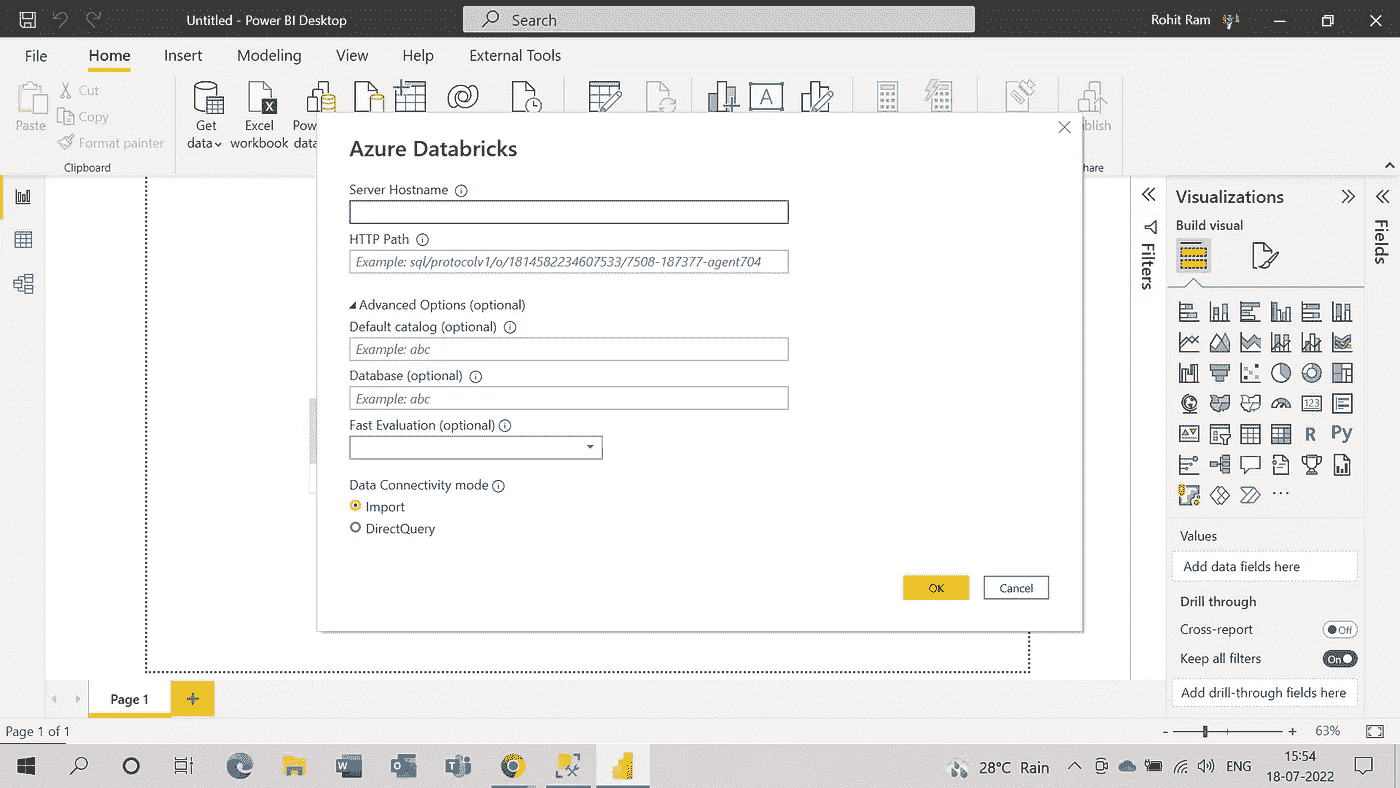 Untitled - Power BI Desktop
Search
Rohit Ram
File
Home
Insert
Modeling
View
Help
External Tools
Paste
Cut
Copy
Format painter
Clipboard
Get
data
Excel
workbook
Azure Databricks
Server Hostname
HTTP Path
Example: sql/protocolv1/o/1814582234607533/7508-187377-agent704
Advanced Options (optional)
Default catalog (optional)
Example: abc
Database (optional)
Example: abc
Fast Evaluation (optional)
Data Connectivity mode
Import
DirectQuery
OK
Cancel
Filters
Visualizations
Build visual
123
R
Py
Values
Add data fields here
Drill through
Cross-report
Off
Keep all filters
On
Add drill-through fields here
Fields
Page 1
Page 1 of 1
63%
28°C Rain
ENG
15:54
18-07-2022